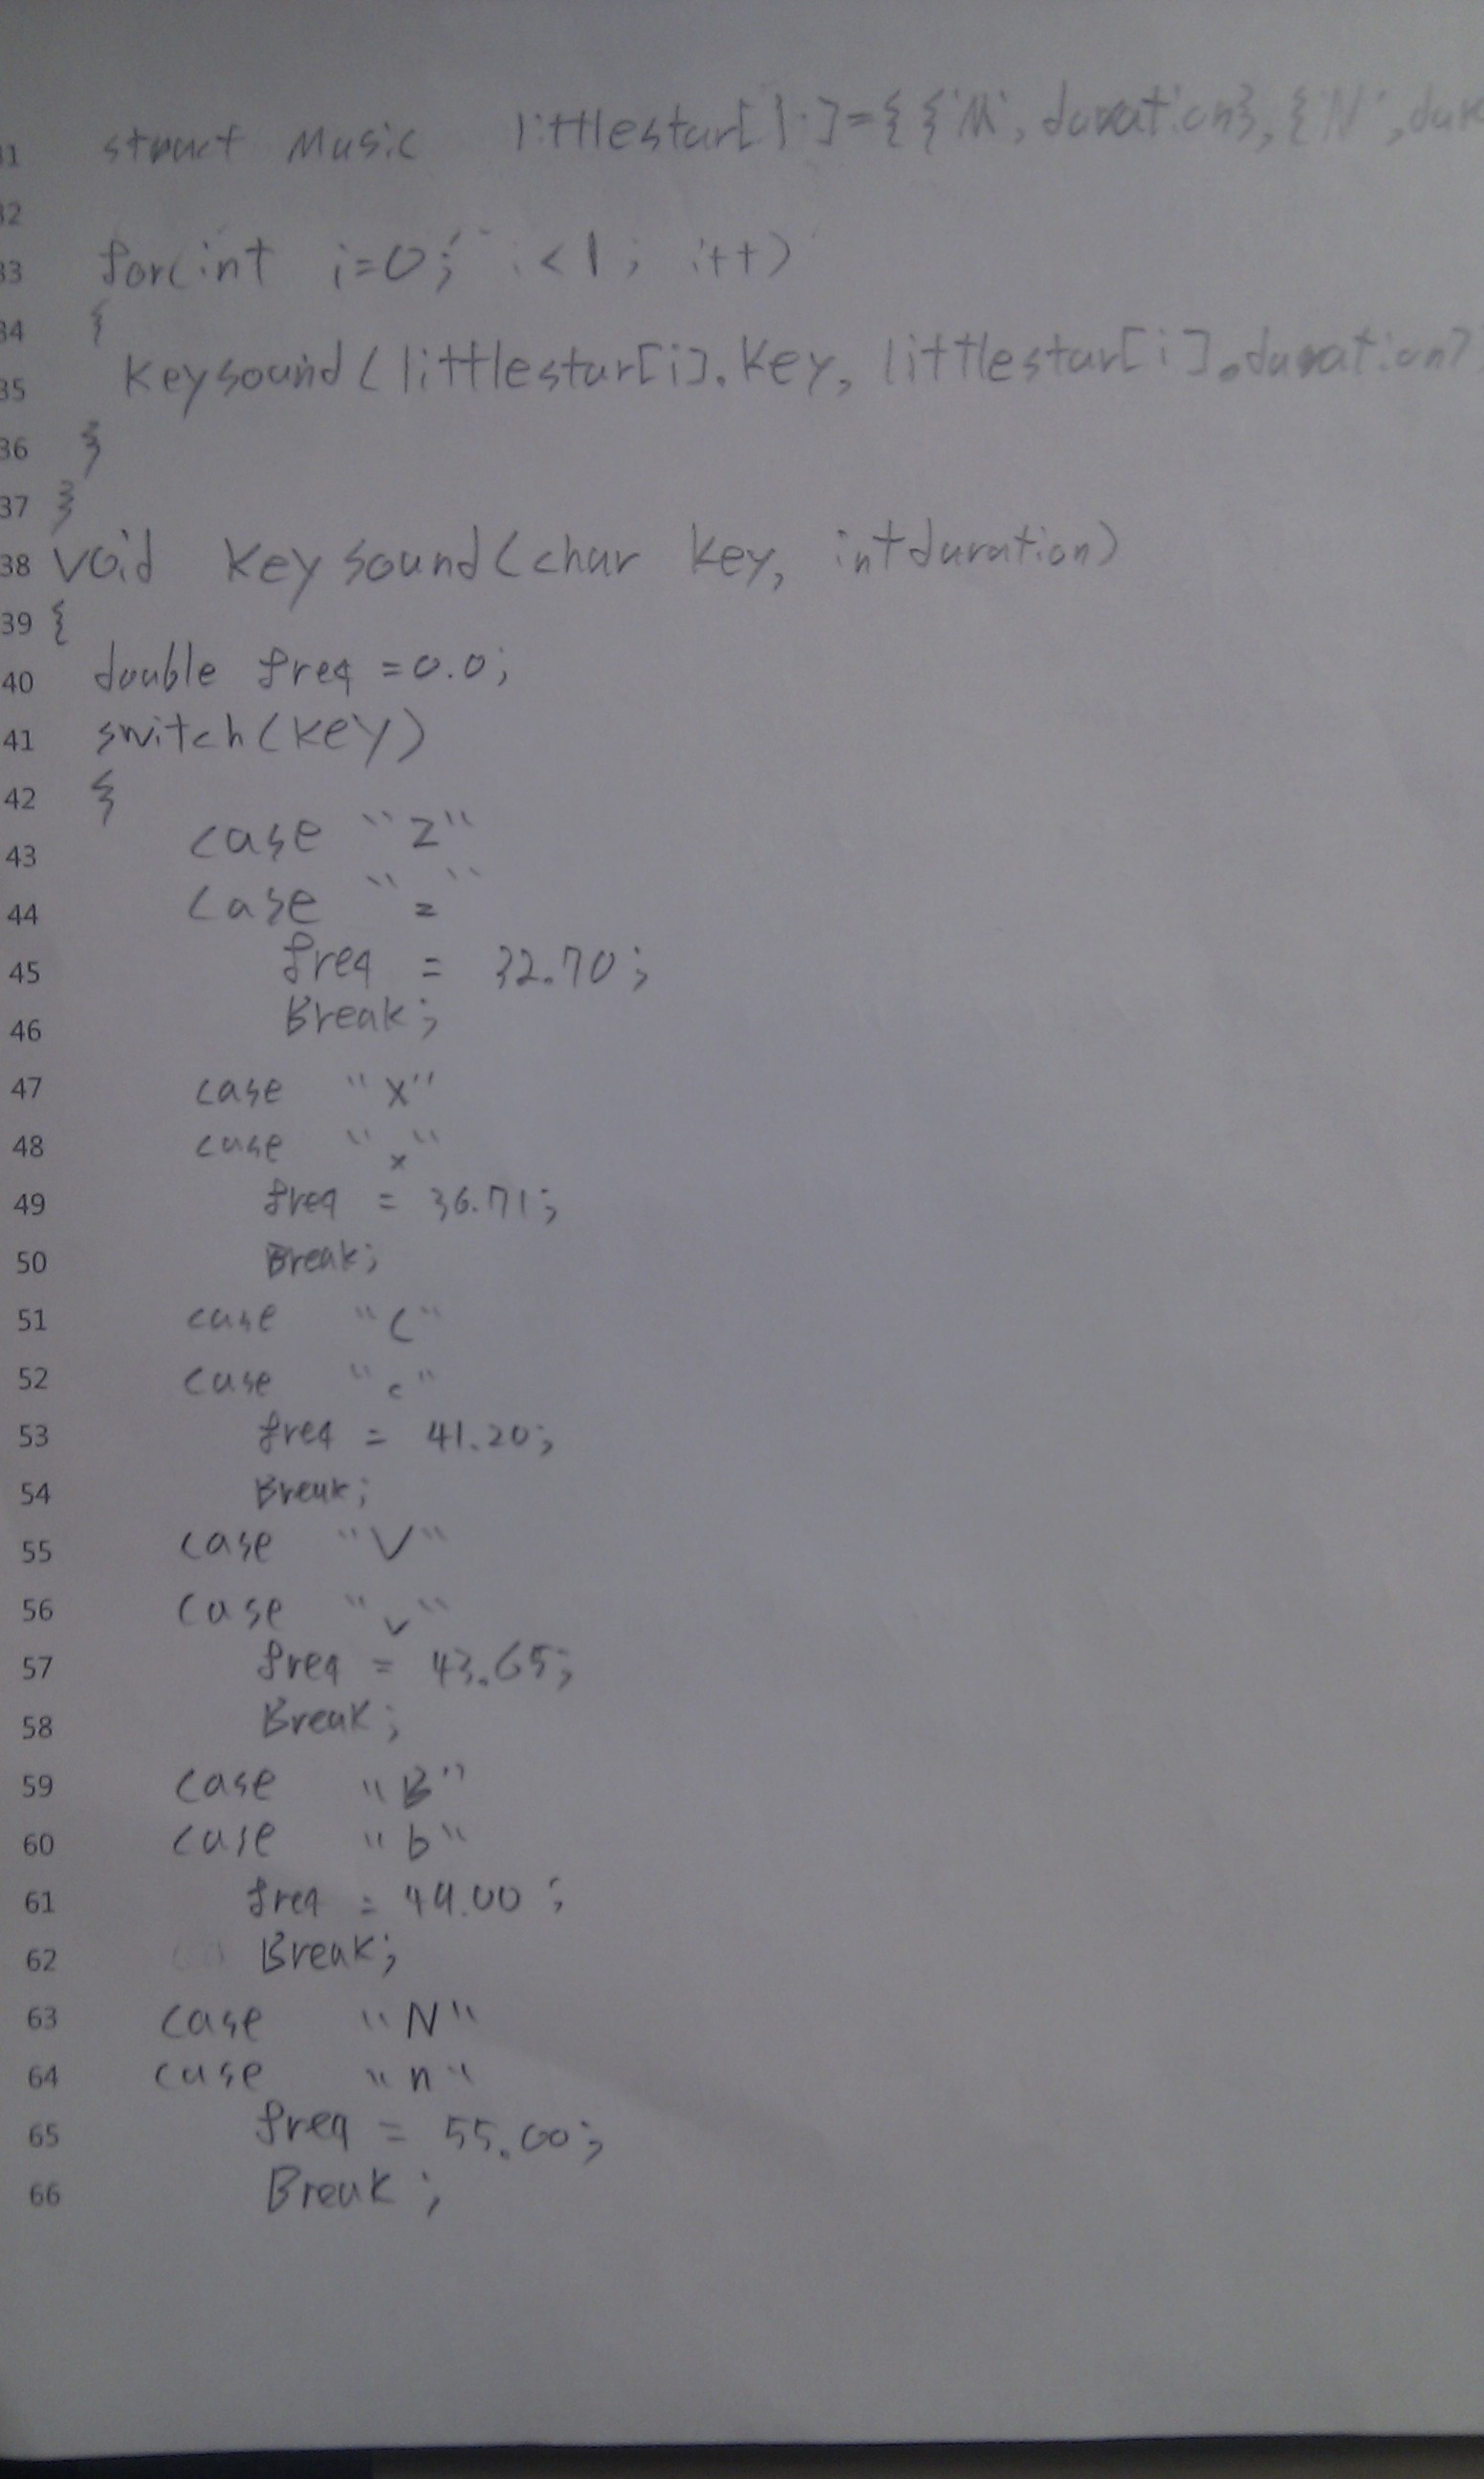 31 struct Music littlestar[1]={{'M', duration},{'N',dur
32
33 for(int i=0; i<1; i++)
34 {
35 Keysound(littlestar[i].Key, littlestar[i].duration)
36 }
37 }
38 void Keysound(char Key, int duration)
39 {
40 double freq =0.0;
41 switch(Key)
42 {
43 case "Z"
44 case "z"
45 freq = 32.70;
46 Break;
47 case "X"
48 case "x"
49 freq = 36.71;
50 Break;
51 case "C"
52 case "c"
53 freq = 41.20;
54 Break;
55 case "V"
56 case "v"
57 freq = 43.65;
58 Break;
59 case "B"
60 case "b"
61 freq = 49.00;
62 Break;
63 case "N"
64 case "n"
65 freq = 55.00;
66 Break;